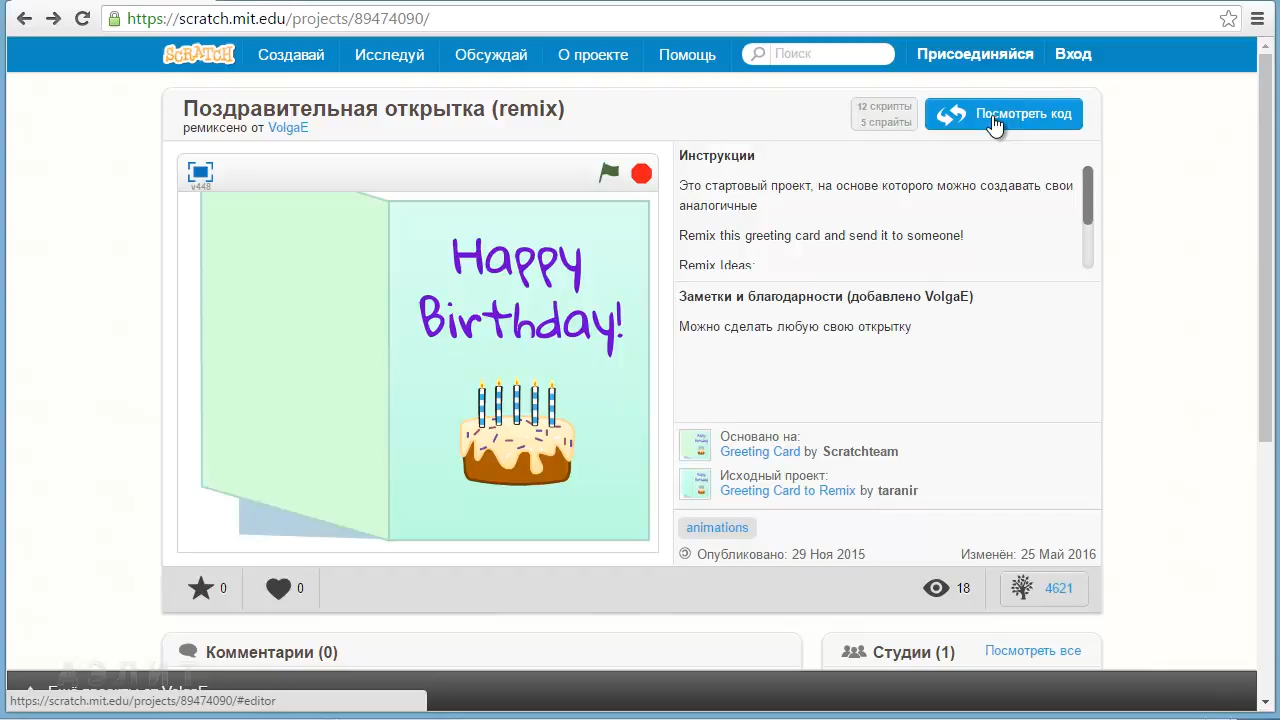 https://scratch.mit.edu/projects/89474090/
SCRATCH
Создавай
Исследуй
Обсуждай
О проекте
Помощь
Поиск
Присоединяйся
Вход
Поздравительная открытка (remix)
ремиксено от VolgaE
12 скрипты
5 спрайты
Посмотреть код
v448
Happy
Birthday!
Инструкции
Это стартовый проект, на основе которого можно создавать свои
аналогичные
Remix this greeting card and send it to someone!
Remix Ideas:
Заметки и благодарности (добавлено VolgaE)
Можно сделать любую свою открытку
Основано на:
Greeting Card by Scratchteam
Исходный проект:
Greeting Card to Remix by taranir
animations
Опубликовано: 29 Ноя 2015
Изменён: 25 Май 2016
0
0
18
4621
Комментарии (0)
Студии (1)
Посмотреть все
Ещё проекты от VolgaE
https://scratch.mit.edu/projects/89474090/#editor